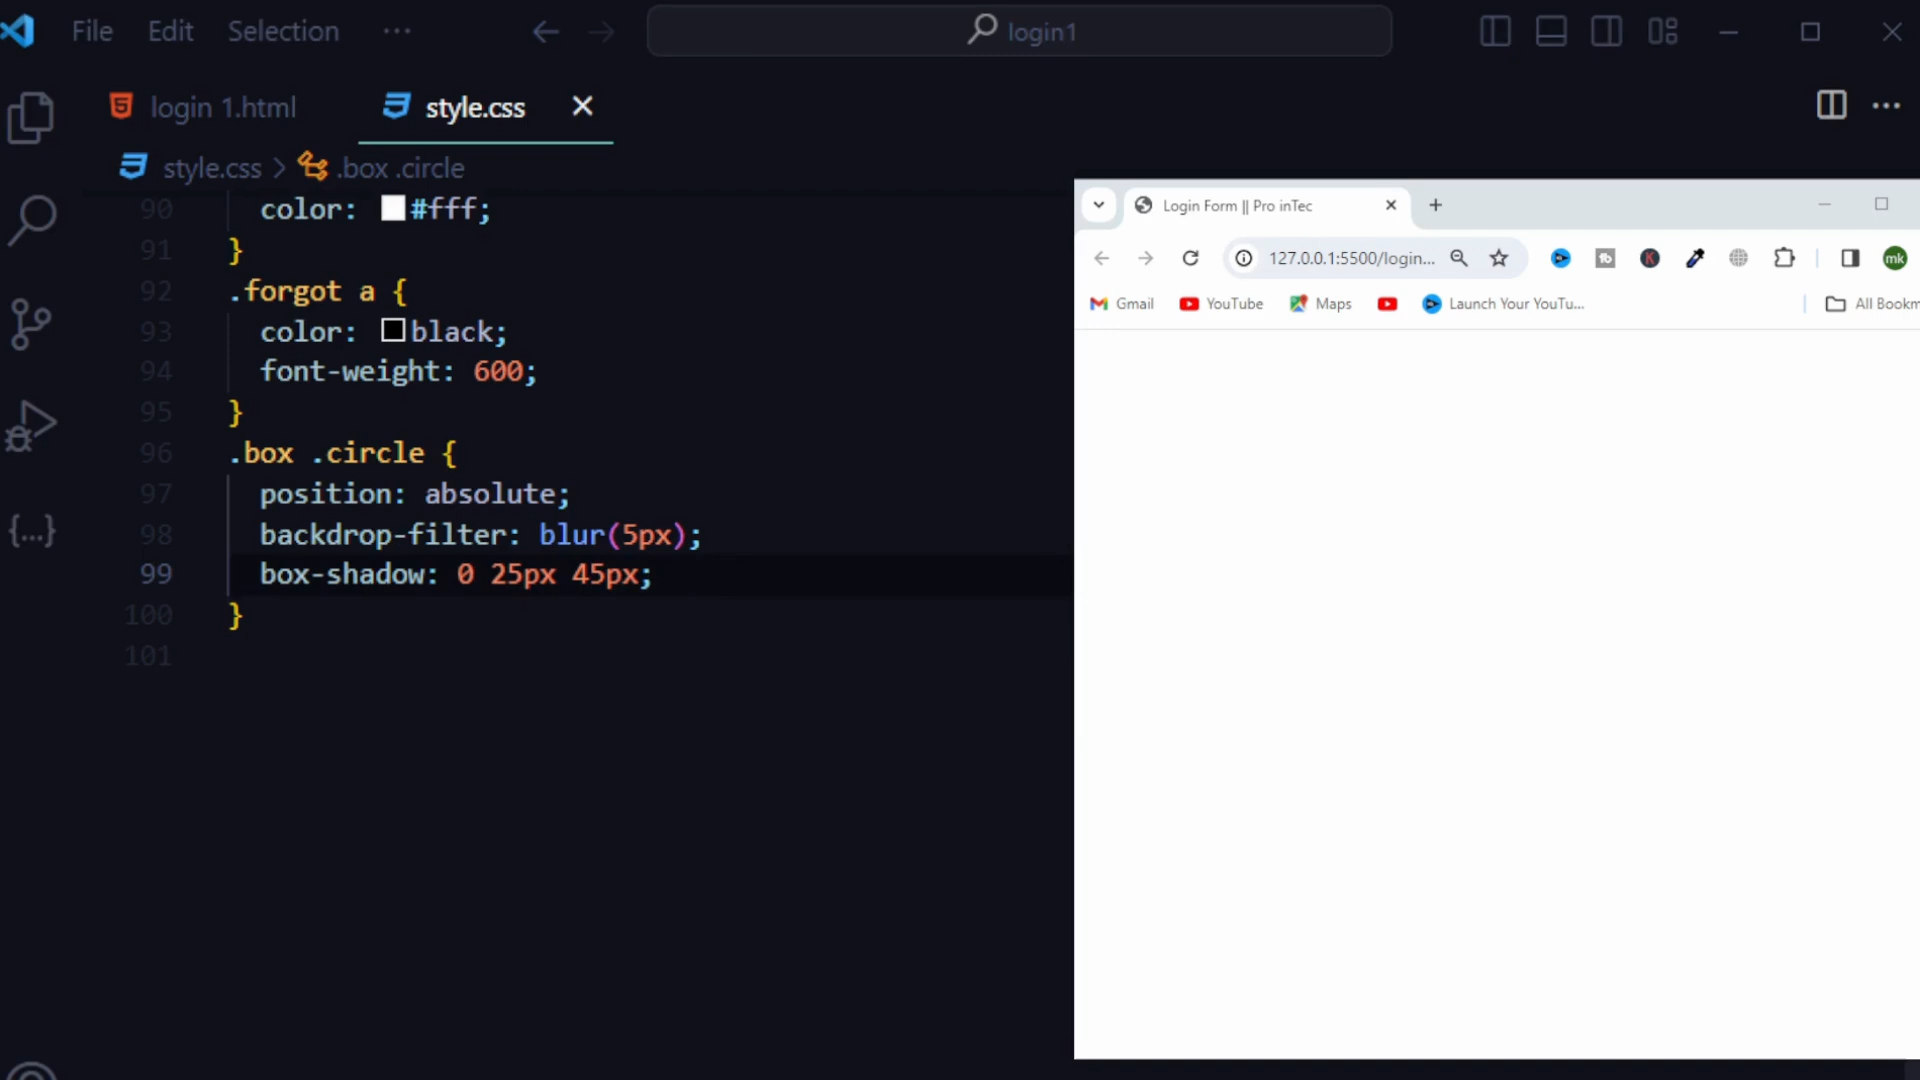 File Edit Selection ···
login1
login 1.html style.css
style.css > .box .circle
90 color: #fff;
91 }
92 .forgot a {
93 color: black;
94 font-weight: 600;
95 }
96 .box .circle {
97 position: absolute;
98 backdrop-filter: blur(5px);
99 box-shadow: 0 25px 45px;
100 }
101
Login Form || Pro inTec
127.0.0.1:5500/login...
mk
Gmail YouTube Maps Launch Your YouTu... All Bookm